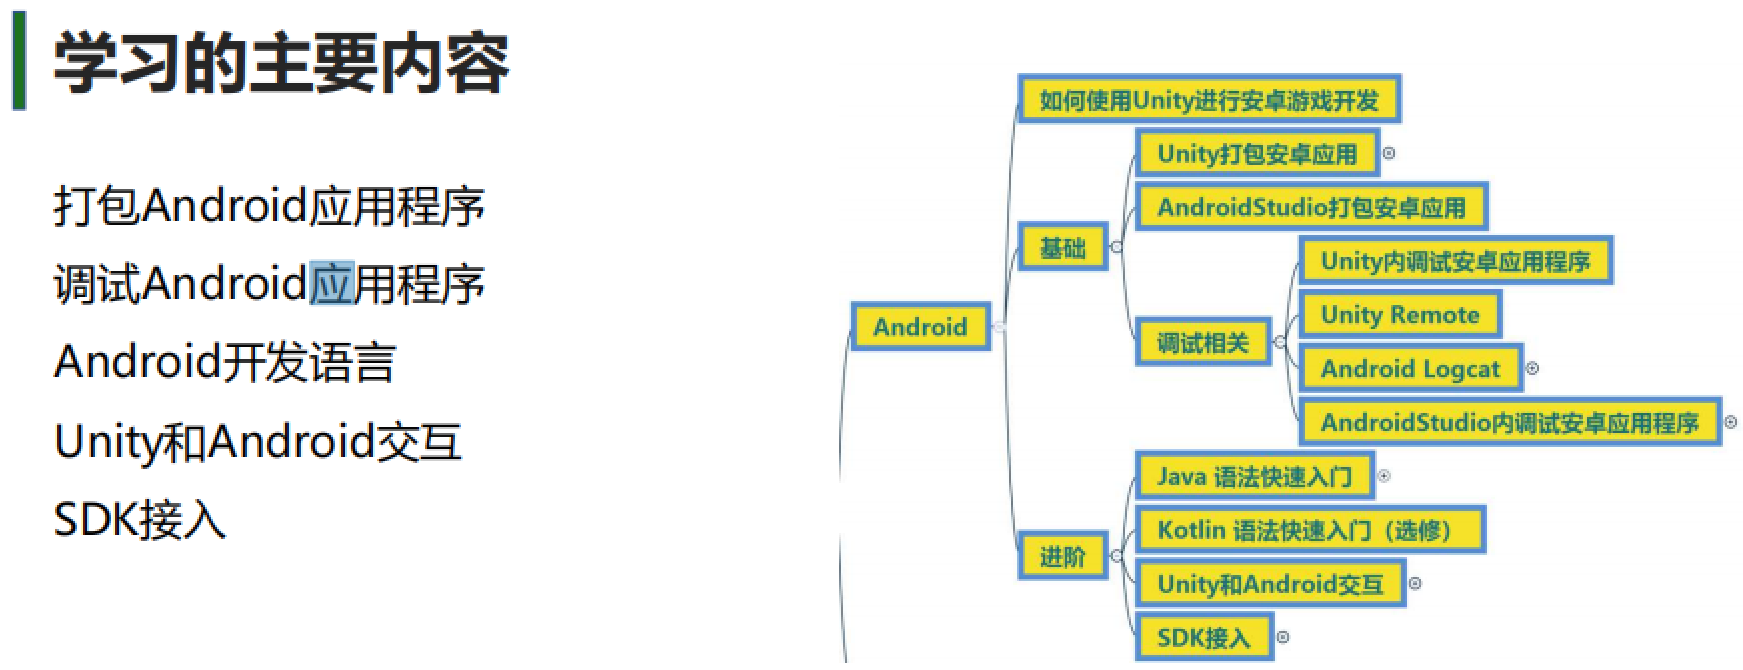 学习的主要内容
打包Android应用程序
调试Android应用程序
Android开发语言
Unity和Android交互
SDK接入
Android
如何使用Unity进行安卓游戏开发
基础
Unity打包安卓应用
AndroidStudio打包安卓应用
调试相关
Unity内调试安卓应用程序
Unity Remote
Android Logcat
AndroidStudio内调试安卓应用程序
进阶
Java 语法快速入门
Kotlin 语法快速入门（选修）
Unity和Android交互
SDK接入